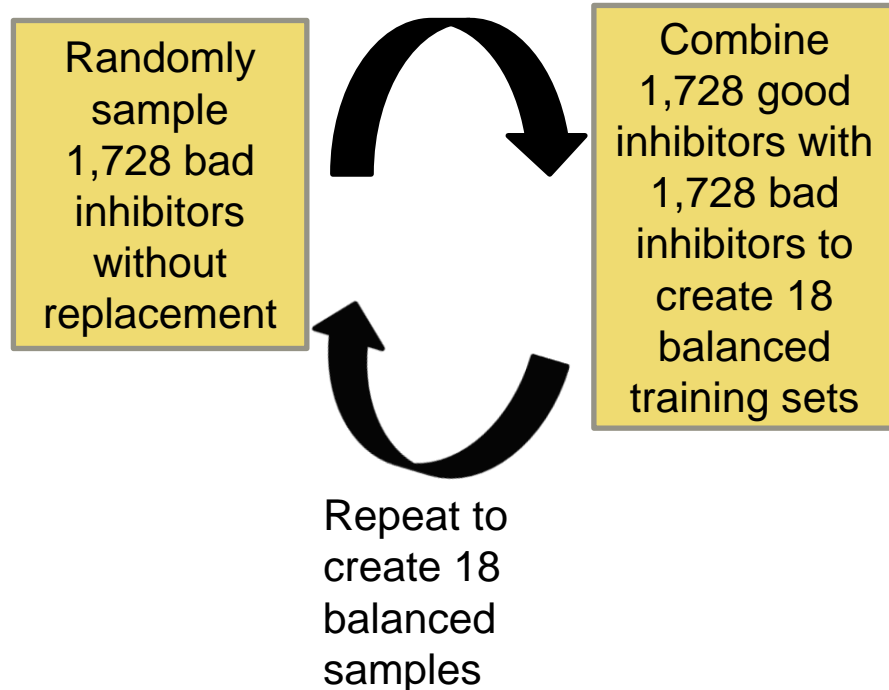 Randomly
sample
1,728 bad
inhibitors
without
replacement
Combine
1,728 good
inhibitors with
1,728 bad
inhibitors to
create 18
balanced
training sets
Repeat to
create 18
balanced
samples